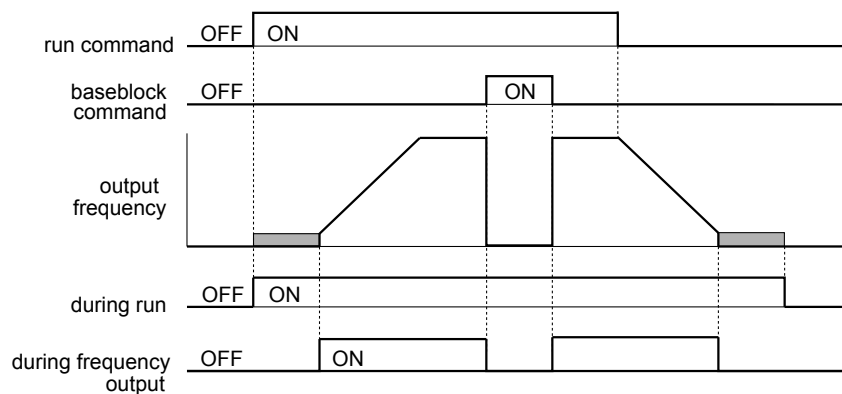 run command
OFF
ON
baseblock
command
OFF
ON
output
frequency
during run
OFF
ON
during frequency
output
OFF
ON